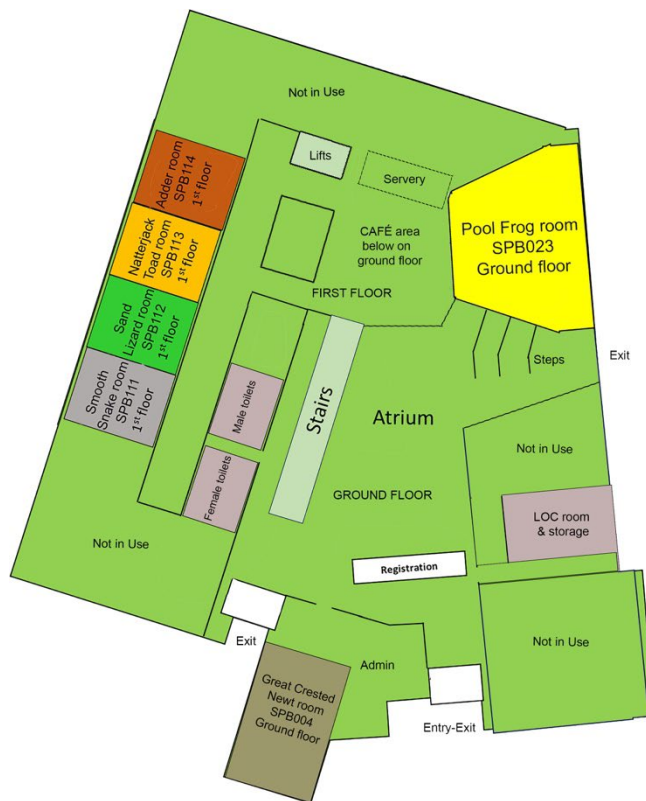 Not in Use
Lifts
Servery
Adder room
SPB114
1st floor
Natterjack
Toad room
SPB113
1st floor
Sand
Lizard room
SPB112
1st floor
Smooth
Snake room
SPB111
1st floor
Pool Frog room
SPB023
Ground floor
CAFÉ area
below on
ground floor
FIRST FLOOR
Steps
Exit
Stairs
Atrium
Male toilets
Female toilets
Not in Use
GROUND FLOOR
LOC room
& storage
Not in Use
Registration
Exit
Admin
Not in Use
Great Crested
Newt room
SPB004
Ground floor
Entry-Exit